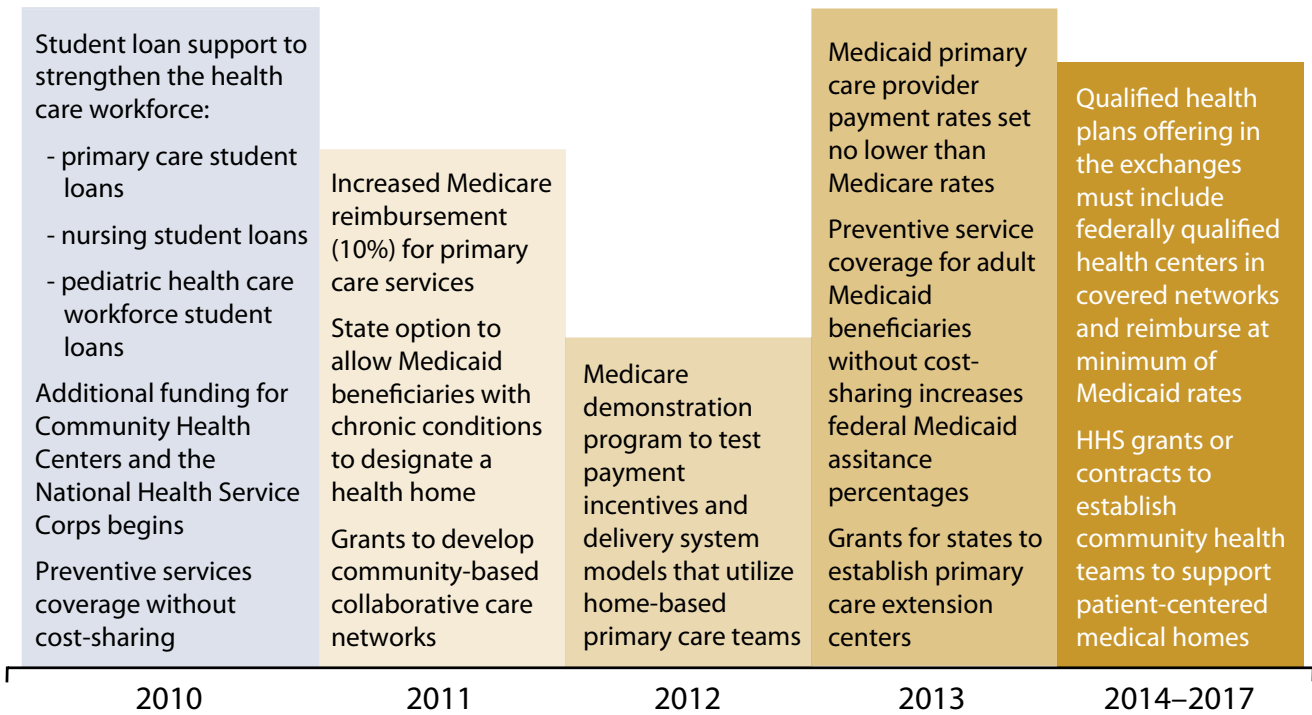 Student loan support to
strengthen the health
care workforce:
- primary care student
loans
- nursing student loans
- pediatric health care
workforce student
loans
Additional funding for
Community Health
Centers and the
National Health Service
Corps begins
Preventive services
coverage without
cost-sharing
Increased Medicare
reimbursement
(10%) for primary
care services
State option to
allow Medicaid
beneficiaries with
chronic conditions
to designate a
health home
Grants to develop
community-based
collaborative care
networks
Medicare
demonstration
program to test
payment
incentives and
delivery system
models that utilize
home-based
primary care teams
Medicaid primary
care provider
payment rates set
no lower than
Medicare rates
Preventive service
coverage for adult
Medicaid
beneficiaries
without cost-
sharing increases
federal Medicaid
assitance
percentages
Grants for states to
establish primary
care extension
centers
Qualified health
plans offering in
the exchanges
must include
federally qualified
health centers in
covered networks
and reimburse at
minimum of
Medicaid rates
HHS grants or
contracts to
establish
community health
teams to support
patient-centered
medical homes
2010
2011
2012
2013
2014–2017